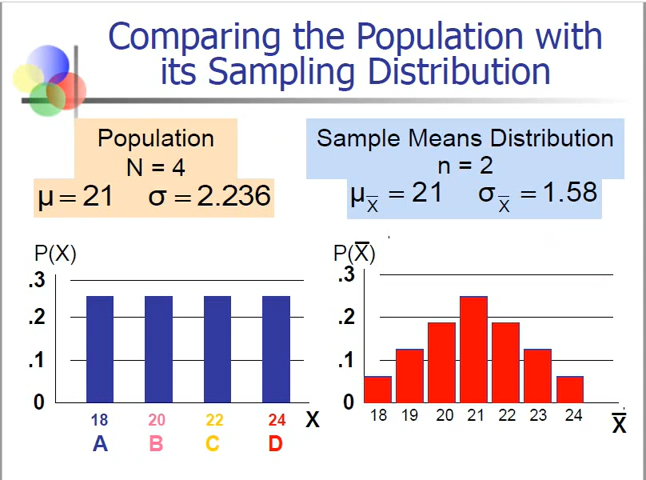 Comparing the Population with
its Sampling Distribution
Population
N = 4
μ = 21 σ = 2.236
Sample Means Distribution
n = 2
μ_X̅ = 21 σ_X̅ = 1.58
P(X)
.3
.2
.1
0
18 20 22 24 X
A B C D
P(X̅)
.3
.2
.1
0
18 19 20 21 22 23 24
X̅